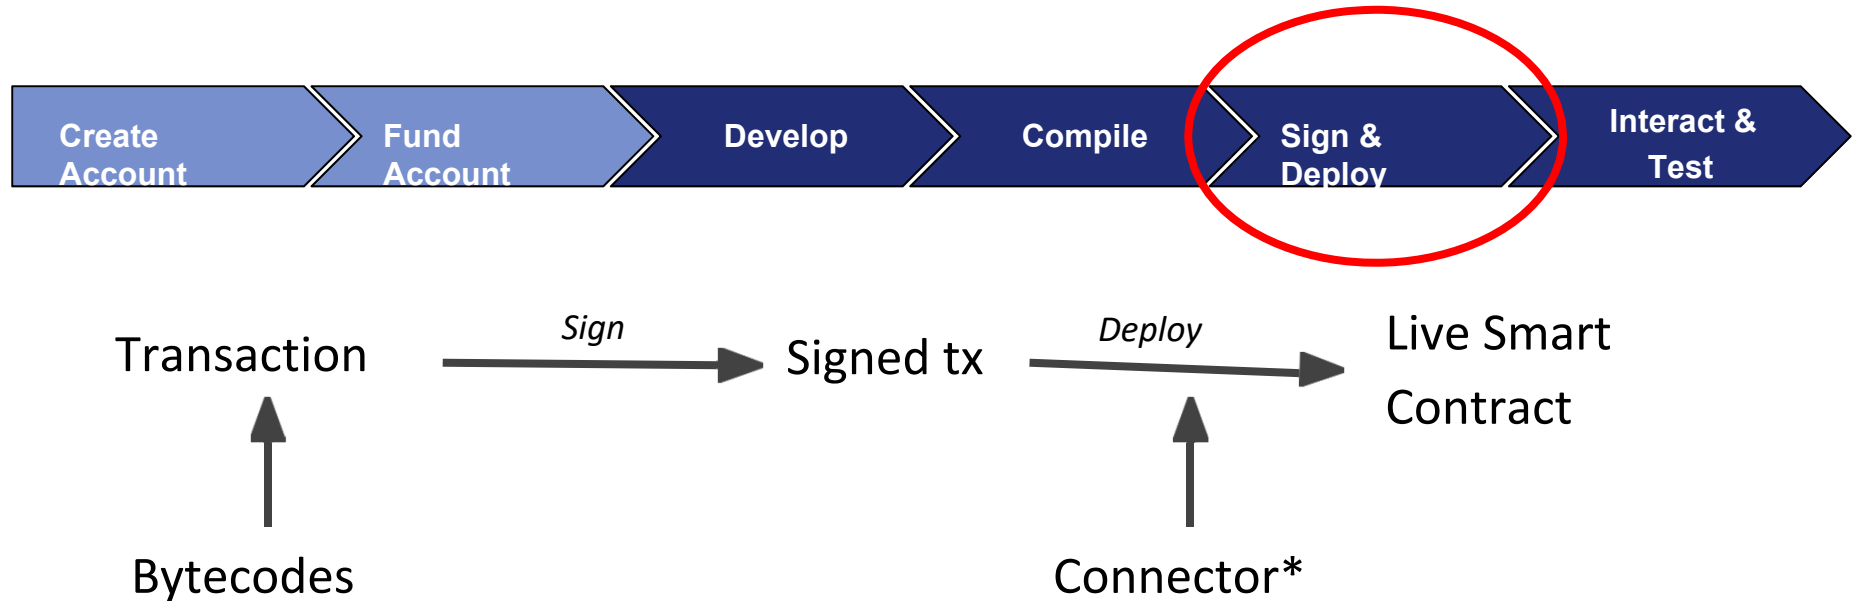 Create
Account
Fund
Account
Develop
Compile
Sign &
Deploy
Interact &
Test
Transaction
Sign
Signed tx
Deploy
Live Smart
Contract
Bytecodes
Connector*